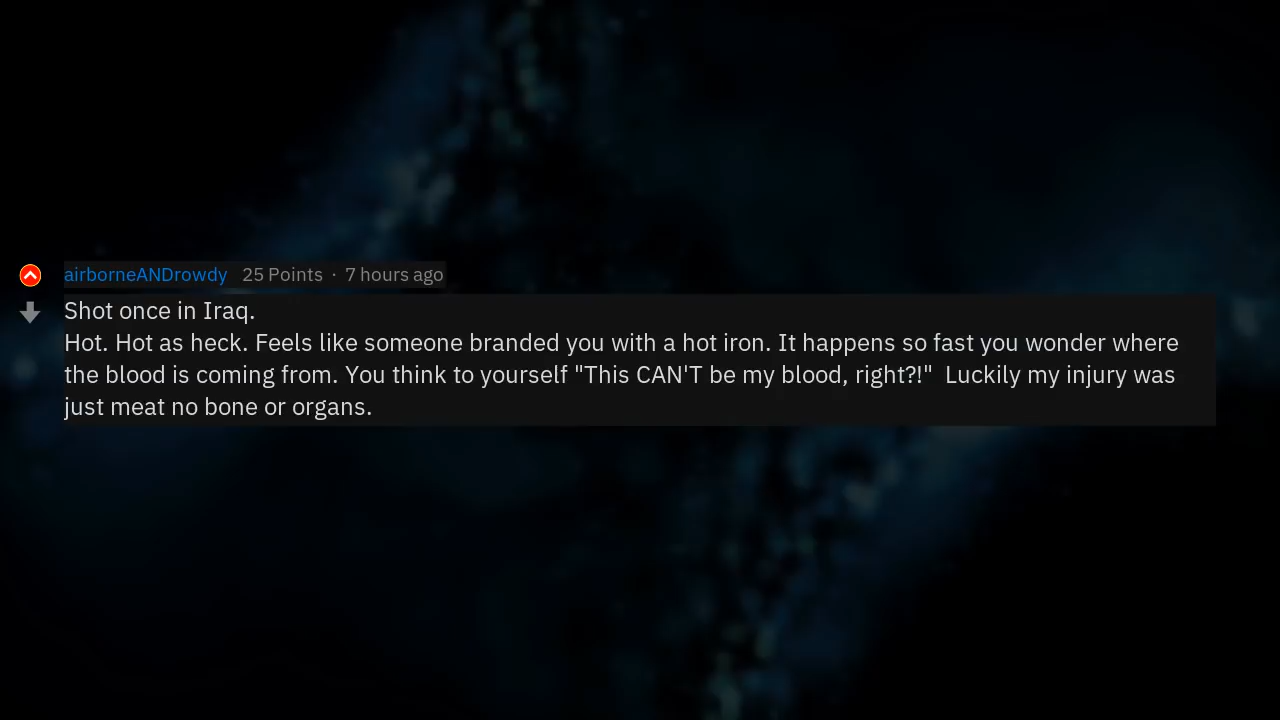 airborneANDrowdy 25 Points · 7 hours ago
Shot once in Iraq.
Hot. Hot as heck. Feels like someone branded you with a hot iron. It happens so fast you wonder where
the blood is coming from. You think to yourself "This CAN'T be my blood, right?!"  Luckily my injury was
just meat no bone or organs.